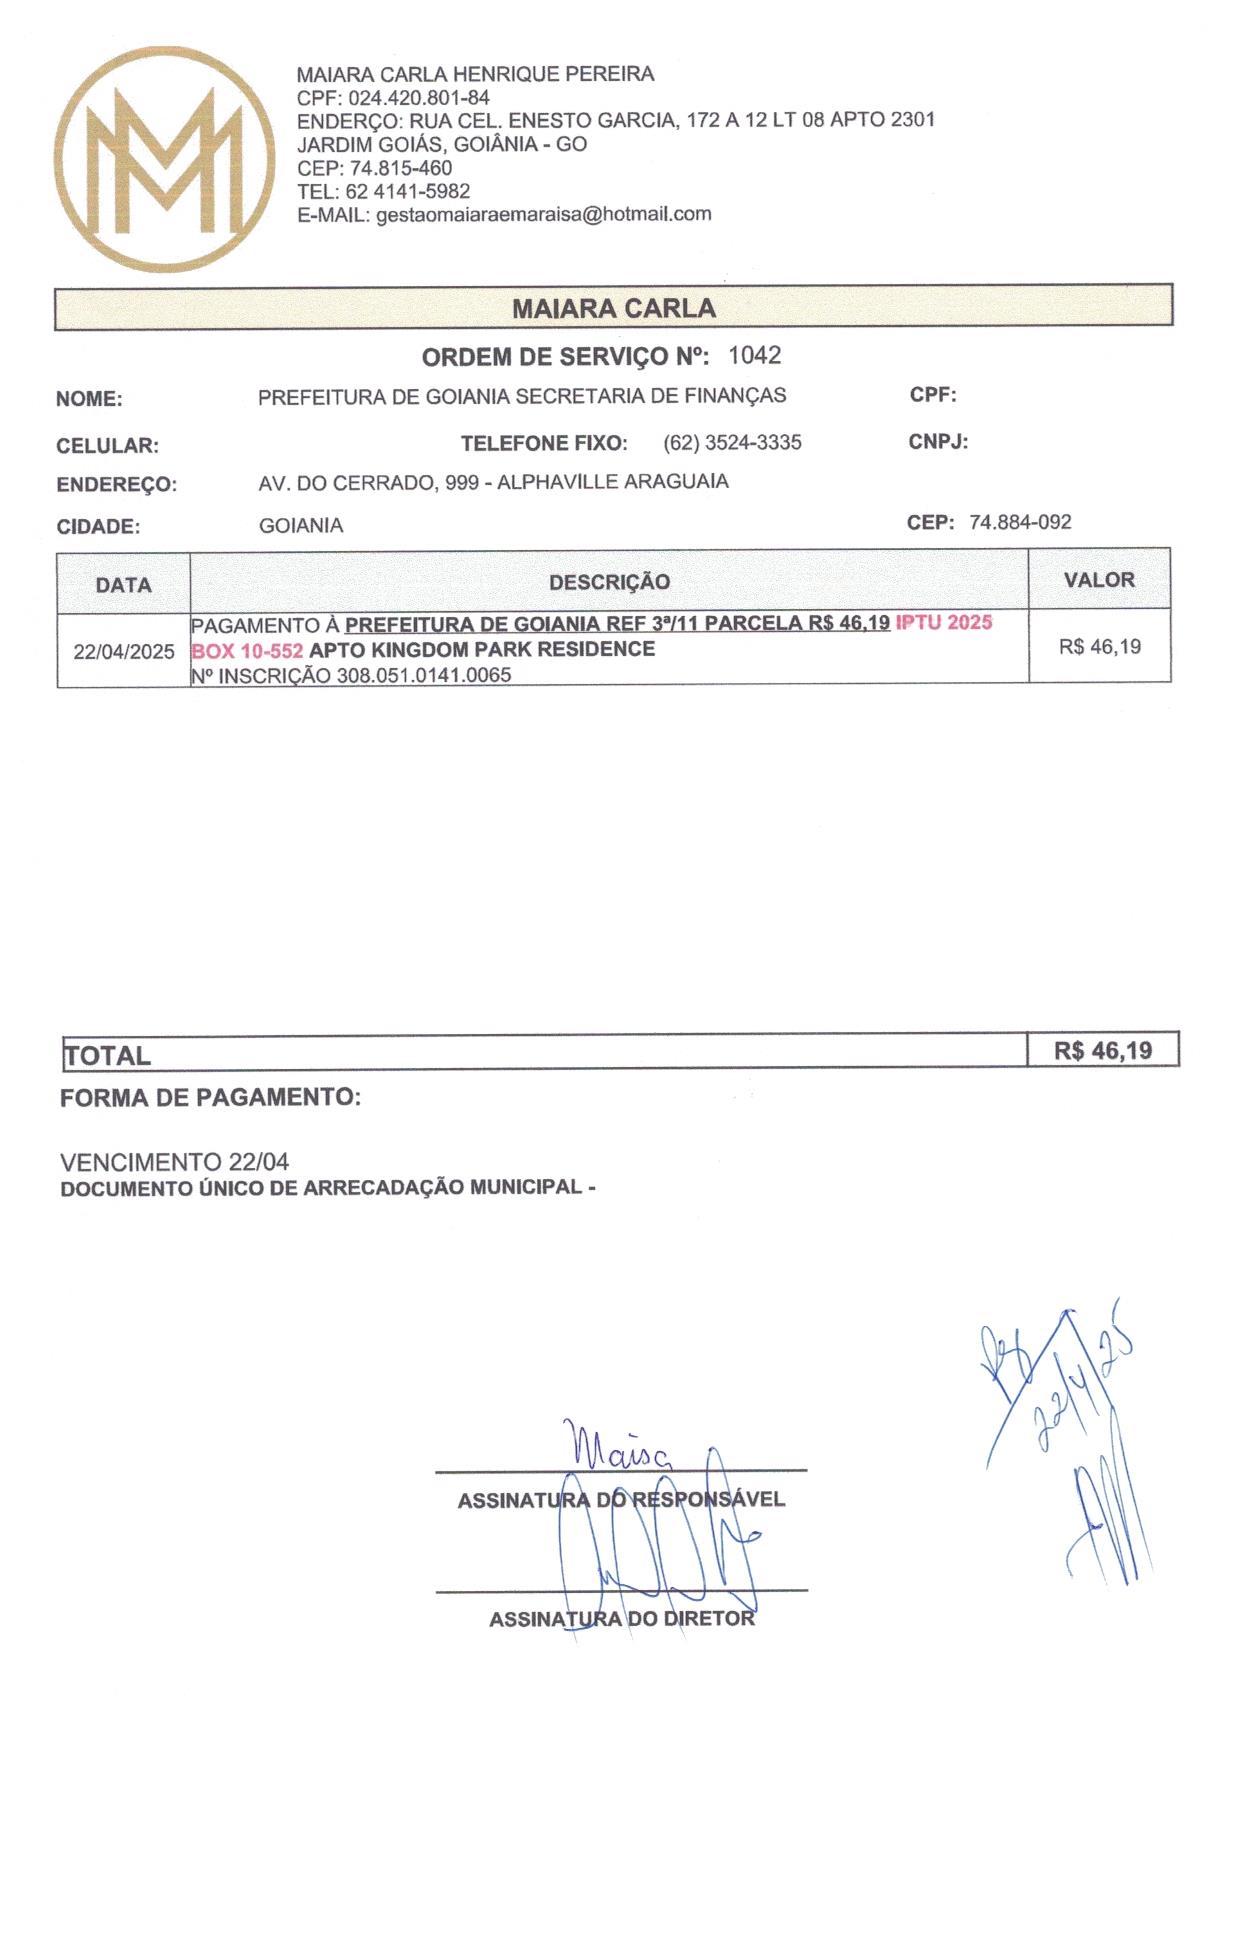 MAIARA CARLA HENRIQUE PEREIRA
CPF: 024.420.801-84
ENDERÇO: RUA CEL. ENESTO GARCIA, 172 A 12 LT 08 APTO 2301
JARDIM GOIÁS, GOIÂNIA - GO
CEP: 74.815-460
TEL: 62 4141-5982
E-MAIL: gestaomaiaraemaraisa@hotmail.com
MAIARA CARLA
ORDEM DE SERVIÇO Nº: 1042
NOME: PREFEITURA DE GOIANIA SECRETARIA DE FINANÇAS CPF:
CELULAR: TELEFONE FIXO: (62) 3524-3335 CNPJ:
ENDEREÇO: AV. DO CERRADO, 999 - ALPHAVILLE ARAGUAIA
CIDADE: GOIANIA CEP: 74.884-092
DATA DESCRIÇÃO VALOR
PAGAMENTO À PREFEITURA DE GOIANIA REF 3ª/11 PARCELA R$ 46,19 IPTU 2025
22/04/2025 BOX 10-552 APTO KINGDOM PARK RESIDENCE R$ 46,19
Nº INSCRIÇÃO 308.051.0141.0065
TOTAL R$ 46,19
FORMA DE PAGAMENTO:
VENCIMENTO 22/04
DOCUMENTO ÚNICO DE ARRECADAÇÃO MUNICIPAL -
22/4/25
Maisa
ASSINATURA DO RESPONSÁVEL
ASSINATURA DO DIRETOR